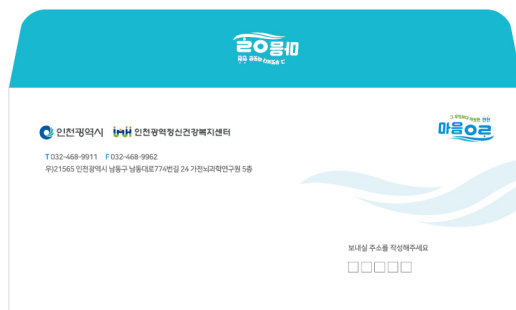 마음으로
인천광역시 imhi 인천광역정신건강복지센터
마음으로
T 032-468-9911 F 032-468-9962
우)21565 인천광역시 남동구 남동대로774번길 24 가천뇌과학연구원 5층
보내실 주소를 작성해주세요